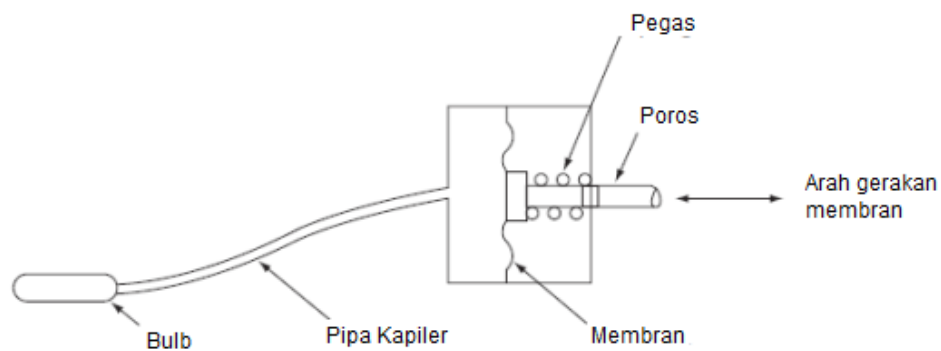 Pegas
Poros
Arah gerakan
membran
Bulb
Pipa Kapiler
Membran